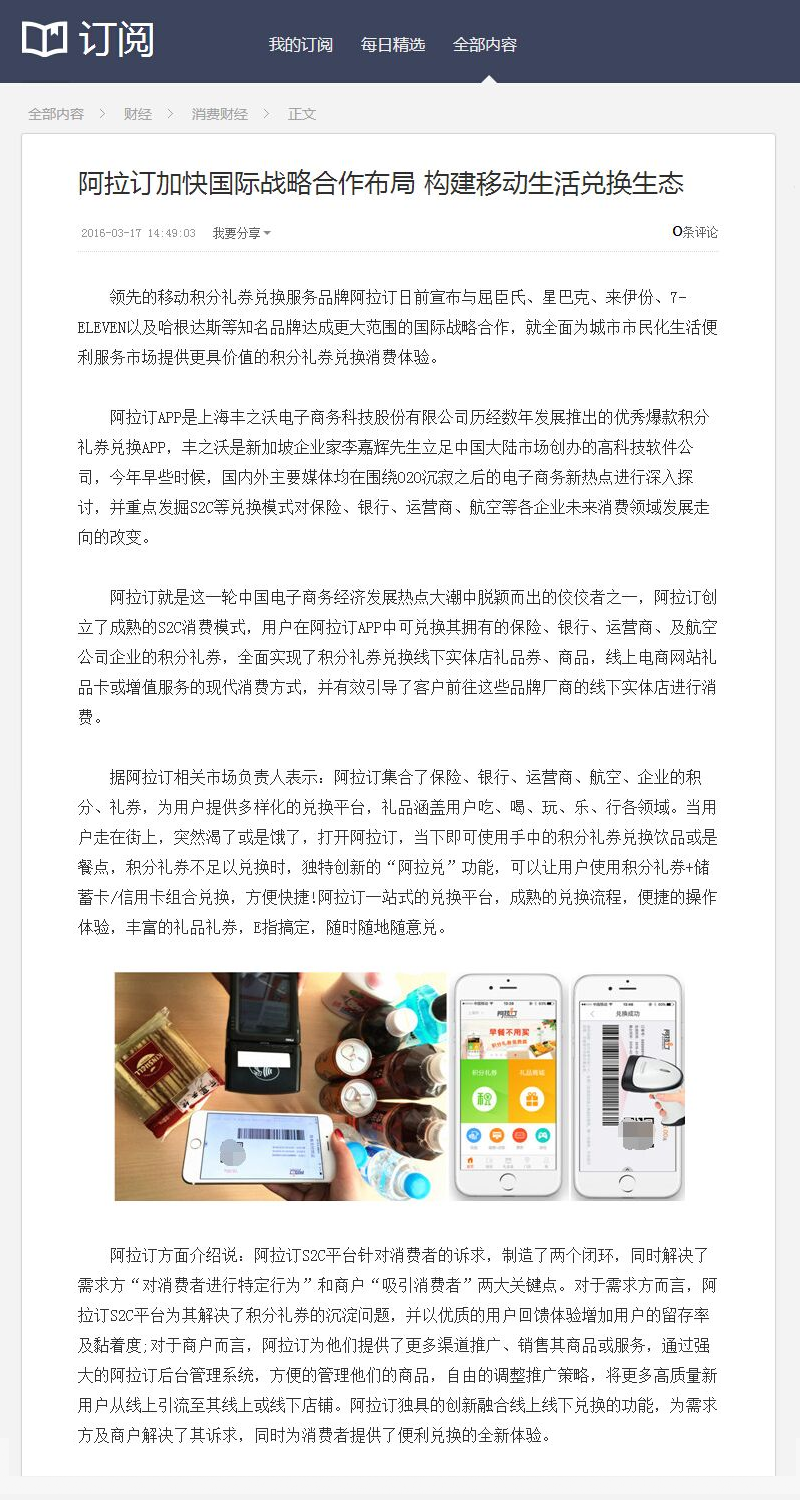 订阅
我的订阅 每日精选 全部内容
全部内容 > 财经 > 消费财经 > 正文
阿拉订加快国际战略合作布局 构建移动生活兑换生态
2016-03-17 14:49:03 我要分享 0条评论
领先的移动积分礼券兑换服务品牌阿拉订日前宣布与屈臣氏、星巴克、来伊份、7-
ELEVEN以及哈根达斯等知名品牌达成更大范围的国际战略合作，就全面为城市市民化生活便
利服务市场提供更具价值的积分礼券兑换消费体验。
阿拉订APP是上海丰之沃电子商务科技股份有限公司历经数年发展推出的优秀爆款积分
礼券兑换APP，丰之沃是新加坡企业家李嘉辉先生立足中国大陆市场创办的高科技软件公
司，今年早些时候，国内外主要媒体均在围绕O2O沉寂之后的电子商务新热点进行深入探
讨，并重点发掘S2C等兑换模式对保险、银行、运营商、航空等各企业未来消费领域发展走
向的改变。
阿拉订就是这一轮中国电子商务经济发展热点大潮中脱颖而出的佼佼者之一，阿拉订创
立了成熟的S2C消费模式，用户在阿拉订APP中可兑换其拥有的保险、银行、运营商、及航空
公司企业的积分礼券，全面实现了积分礼券兑换线下实体店礼品券、商品，线上电商网站礼
品卡或增值服务的现代消费方式，并有效引导了客户前往这些品牌厂商的线下实体店进行消
费。
据阿拉订相关市场负责人表示：阿拉订集合了保险、银行、运营商、航空、企业的积
分、礼券，为用户提供多样化的兑换平台，礼品涵盖用户吃、喝、玩、乐、行各领域。当用
户走在街上，突然渴了或是饿了，打开阿拉订，当下即可使用手中的积分礼券兑换饮品或是
餐点，积分礼券不足以兑换时，独特创新的“阿拉兑”功能，可以让用户使用积分礼券+储
蓄卡/信用卡组合兑换，方便快捷!阿拉订一站式的兑换平台，成熟的兑换流程，便捷的操作
体验，丰富的礼品礼券，E指搞定，随时随地随意兑。
阿拉订
早餐不用买
积分礼券 礼品商城
积
兑换成功
阿拉订方面介绍说：阿拉订S2C平台针对消费者的诉求，制造了两个闭环，同时解决了
需求方“对消费者进行特定行为”和商户“吸引消费者”两大关键点。对于需求方而言，阿
拉订S2C平台为其解决了积分礼券的沉淀问题，并以优质的用户回馈体验增加用户的留存率
及黏着度;对于商户而言，阿拉订为他们提供了更多渠道推广、销售其商品或服务，通过强
大的阿拉订后台管理系统，方便的管理他们的商品，自由的调整推广策略，将更多高质量新
用户从线上引流至其线上或线下店铺。阿拉订独具的创新融合线上线下兑换的功能，为需求
方及商户解决了其诉求，同时为消费者提供了便利兑换的全新体验。